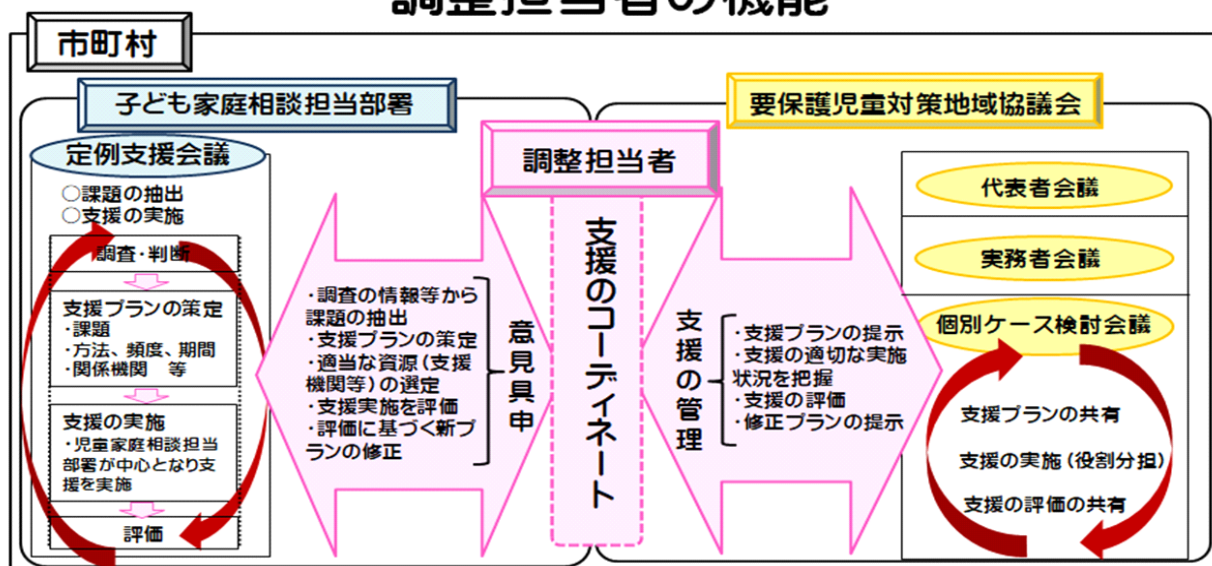 調整担当者の機能
市町村
子ども家庭相談担当部署
要保護児童対策地域協議会
調整担当者
定例支援会議
○課題の抽出
○支援の実施
調査・判断
支援プランの策定
・課題
・方法、頻度、期間
・関係機関 等
支援の実施
・児童家庭相談担当
部署が中心となり支
援を実施
評価
・調査の情報等から
課題の抽出
・支援プランの策定
・適当な資源(支援
機関等)の選定
・支援実施を評価
・評価に基づく新プ
ランの修正
意見具申
支援のコーディネート
支援の管理
・支援プランの提示
・支援の適切な実施
状況を把握
・支援の評価
・修正プランの提示
代表者会議
実務者会議
個別ケース検討会議
支援プランの共有
支援の実施(役割分担)
支援の評価の共有